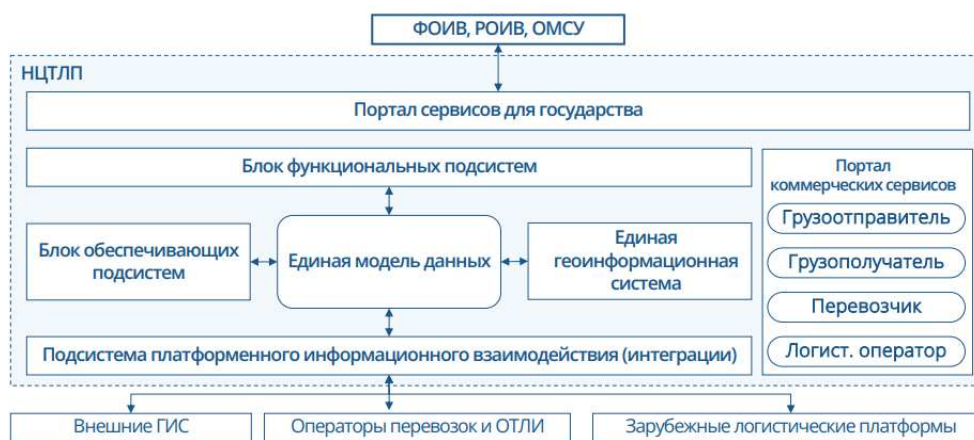 ФОИВ, РОИВ, ОМСУ
НЦТЛП
Портал сервисов для государства
Блок функциональных подсистем
Портал
коммерческих сервисов
Грузоотправитель
Блок обеспечивающих
подсистем
Единая модель данных
Единая
геоинформационная
система
Грузополучатель
Перевозчик
Подсистема платформенного информационного взаимодействия (интеграции)
Логист. оператор
Внешние ГИС
Операторы перевозок и ОТЛИ
Зарубежные логистические платформы